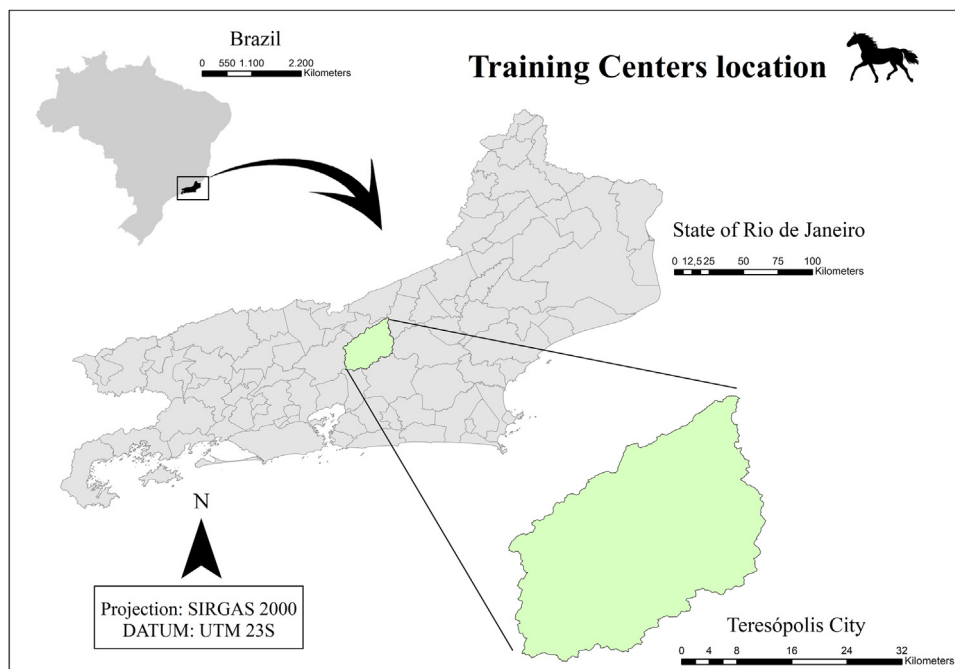 Brazil
0 550 1.100 2.200
Kilometers
Training Centers location
State of Rio de Janeiro
0 12,5 25 50 75 100
Kilometers
N
Projection: SIRGAS 2000
DATUM: UTM 23S
Teresópolis City
0 4 8 16 24 32
Kilometers